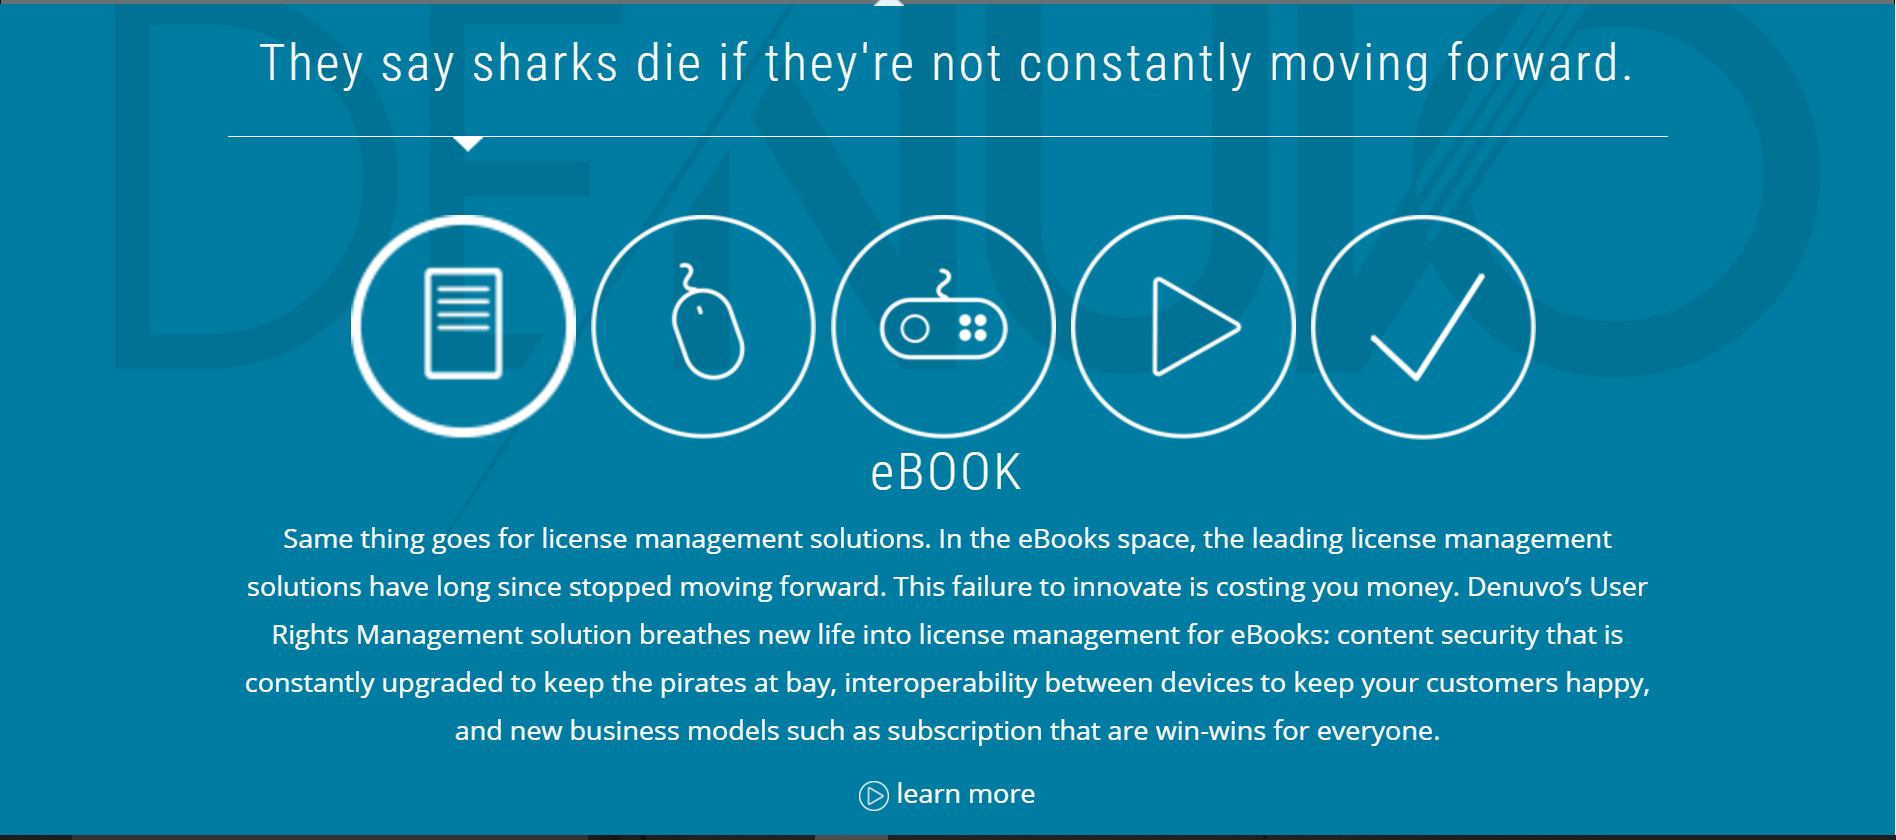 DENUVO
They say sharks die if they're not constantly moving forward.
eBOOK
Same thing goes for license management solutions. In the eBooks space, the leading license management
solutions have long since stopped moving forward. This failure to innovate is costing you money. Denuvo’s User
Rights Management solution breathes new life into license management for eBooks: content security that is
constantly upgraded to keep the pirates at bay, interoperability between devices to keep your customers happy,
and new business models such as subscription that are win-wins for everyone.
learn more